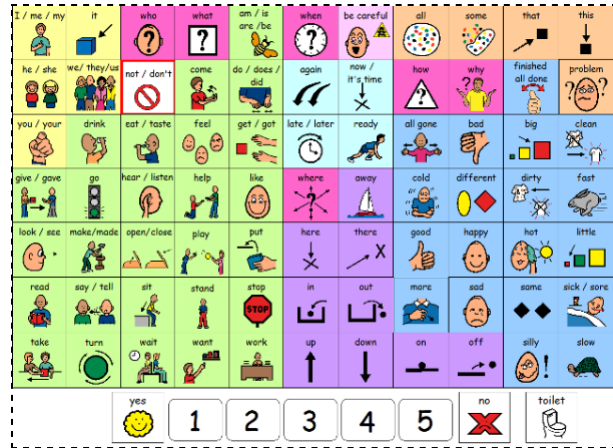 I / me / my it who what am / is are /be when be careful all some that this
he / she we/ they/us not / don't come do / does / did again now / it's time how why finished all done problem
you / your drink eat / taste feel get / got late / later ready all gone bad big clean
give / gave go hear / listen help like where away cold different dirty fast
look / see make/made open/close play put here there good happy hot little
read say / tell sit stand stop in out more sad same sick / sore
STOP
take turn wait want work up down on off silly slow
yes 1 2 3 4 5 no toilet